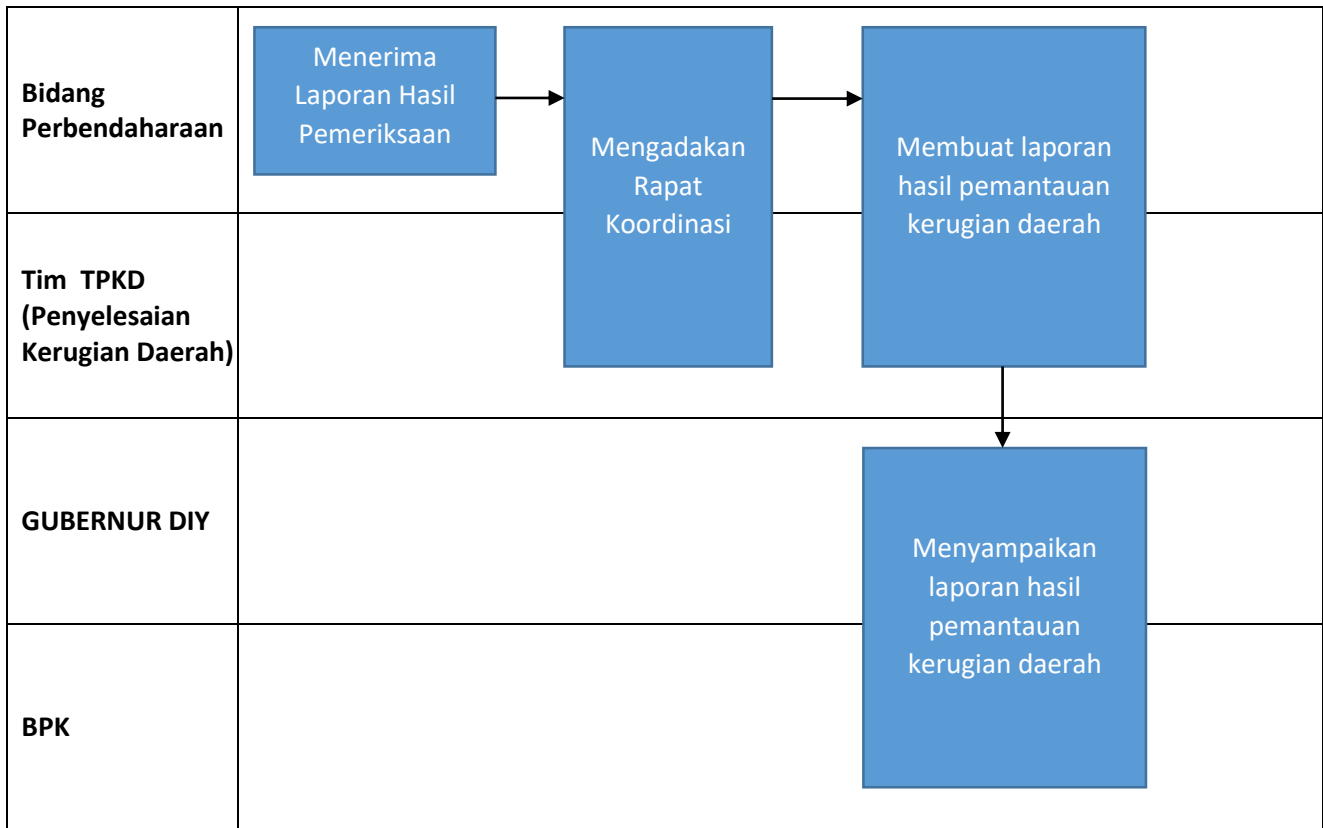 Bidang
Perbendaharaan
Menerima
Laporan Hasil
Pemeriksaan
Mengadakan
Rapat
Koordinasi
Membuat laporan
hasil pemantauan
kerugian daerah
Tim TPKD
(Penyelesaian
Kerugian Daerah)
GUBERNUR DIY
Menyampaikan
laporan hasil
pemantauan
kerugian daerah
BPK